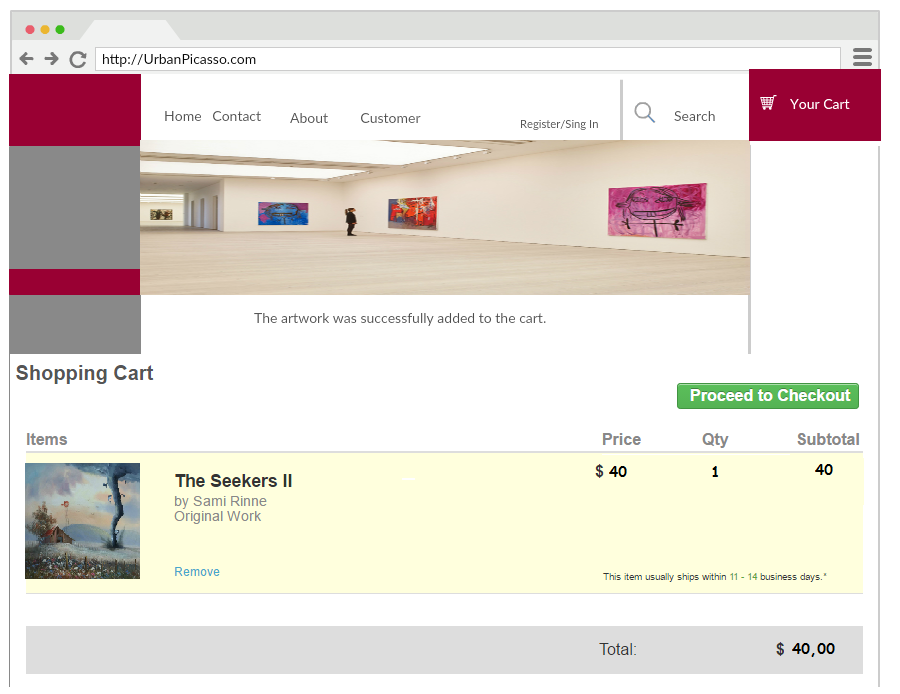 http://UrbanPicasso.com
Home Contact About Customer Register/Sing In Search Your Cart
The artwork was successfully added to the cart.
Shopping Cart
Proceed to Checkout
Items Price Qty Subtotal
The Seekers II $ 40 1 40
by Sami Rinne
Original Work
Remove This item usually ships within 11 - 14 business days.*
Total: $ 40,00